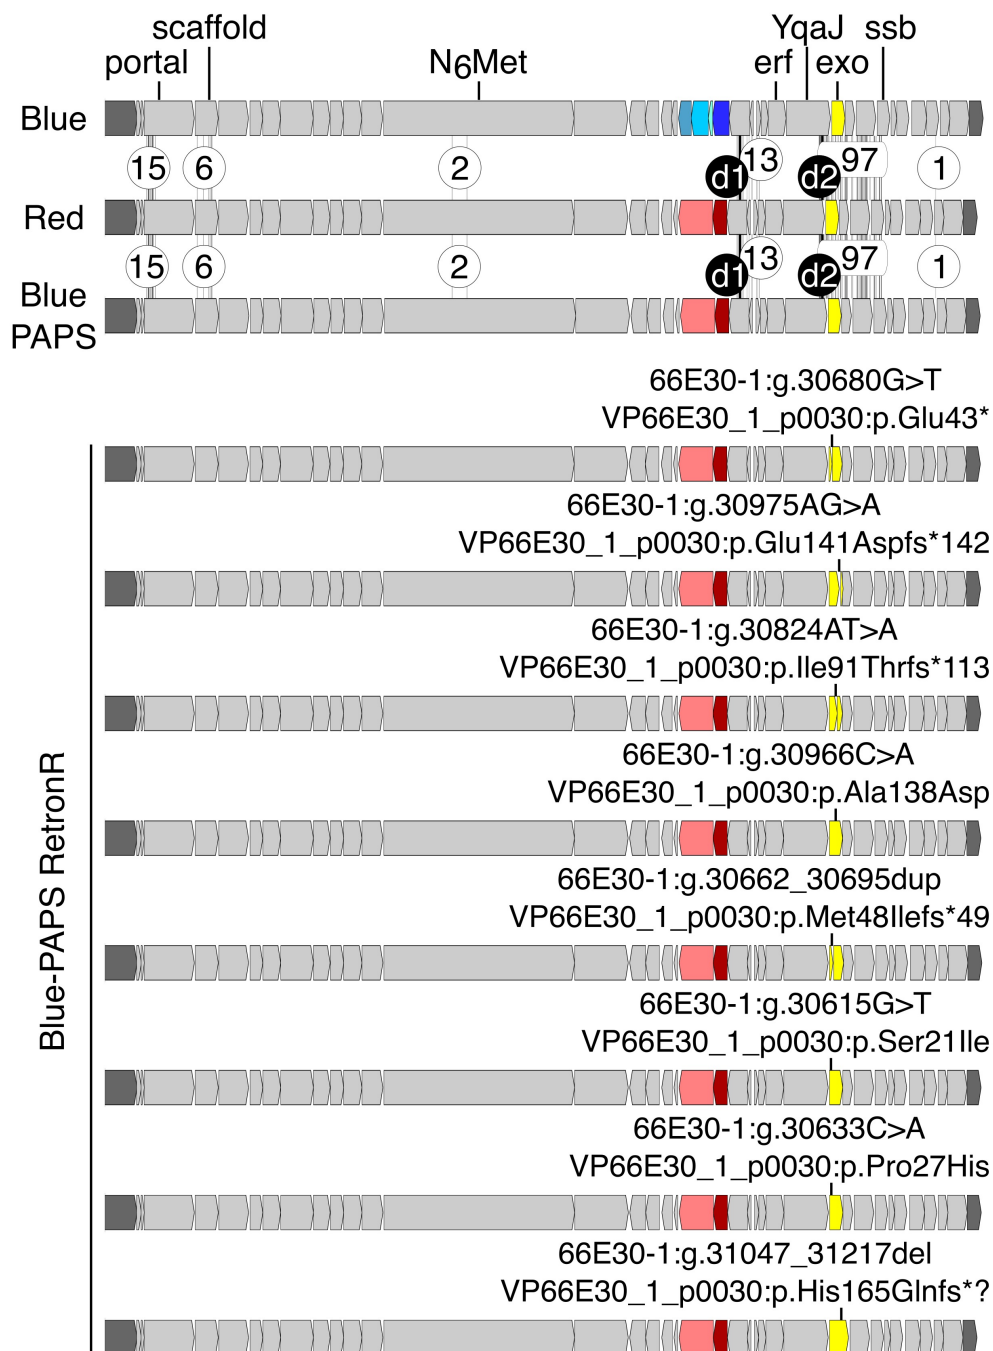 scaffold YqaJ ssb
portal N6Met erf exo
Blue
15 6 2 d1 13 d2 97 1
Red
15 6 2 d1 13 d2 97 1
Blue
PAPS
66E30-1:g.30680G>T
VP66E30_1_p0030:p.Glu43*
66E30-1:g.30975AG>A
VP66E30_1_p0030:p.Glu141Aspfs*142
66E30-1:g.30824AT>A
VP66E30_1_p0030:p.Ile91Thrfs*113
66E30-1:g.30966C>A
VP66E30_1_p0030:p.Ala138Asp
66E30-1:g.30662_30695dup
VP66E30_1_p0030:p.Met48Ilefs*49
66E30-1:g.30615G>T
VP66E30_1_p0030:p.Ser21Ile
66E30-1:g.30633C>A
VP66E30_1_p0030:p.Pro27His
66E30-1:g.31047_31217del
VP66E30_1_p0030:p.His165Glnfs*?
Blue-PAPS RetronR